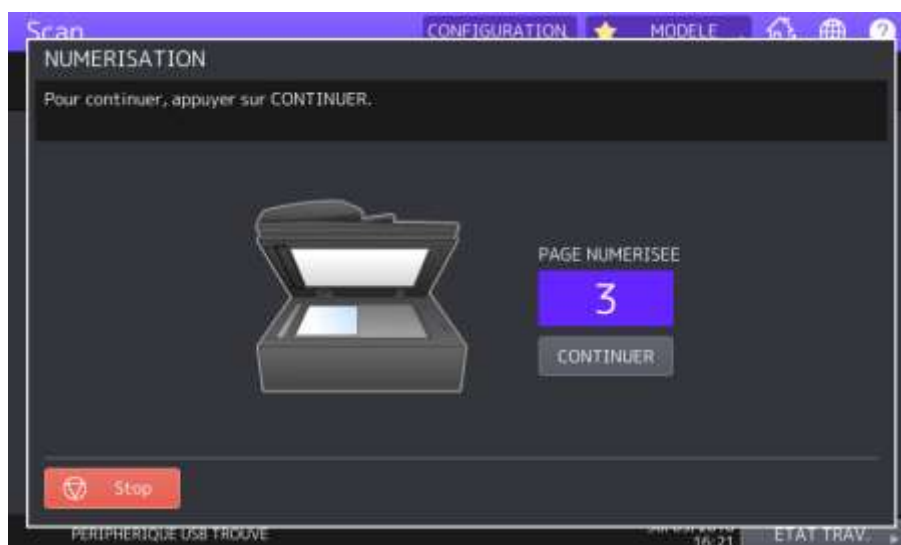 Scan CONFIGURATION MODELE
NUMERISATION
Pour continuer, appuyer sur CONTINUER.
PAGE NUMERISEE
3
CONTINUER
Stop
PERIPHERIQUE USB TROUVE
16:21 ETAT TRAV.